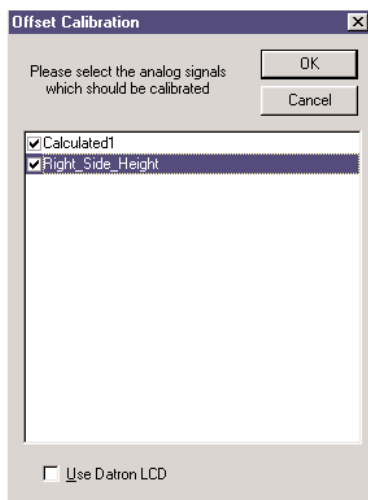 Offset Calibration
Please select the analog signals
which should be calibrated
OK
Cancel
Calculated1
Right_Side_Height
Use Datron LCD